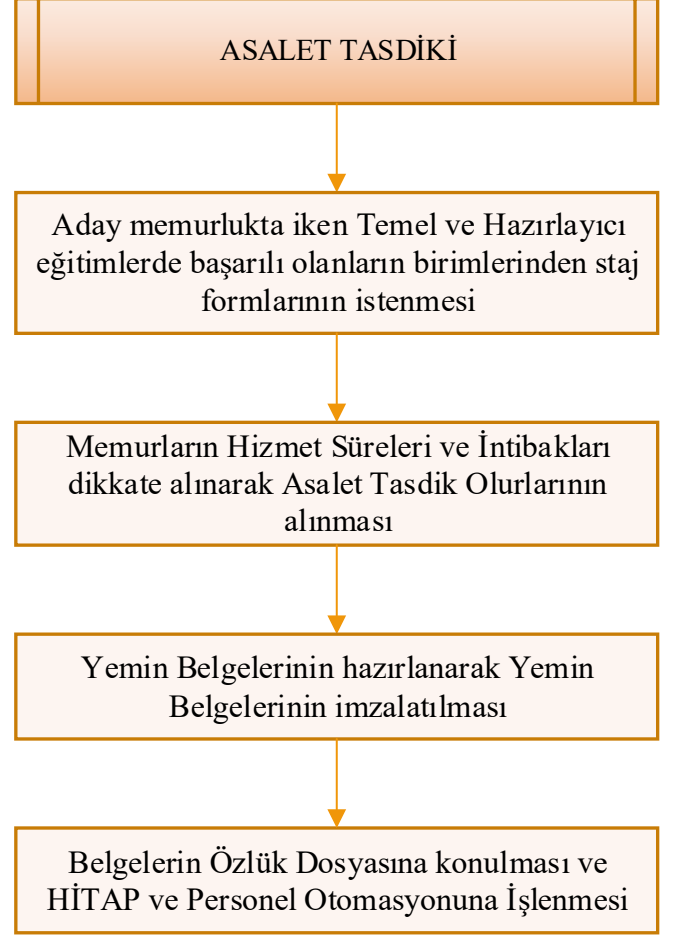 ASALET TASDİKİ
Aday memurlukta iken Temel ve Hazırlayıcı
eğitimlerde başarılı olanların birimlerinden staj
formlarının istenmesi
Memurların Hizmet Süreleri ve İntibakları
dikkate alınarak Asalet Tasdik Olurlarının
alınması
Yemin Belgelerinin hazırlanarak Yemin
Belgelerinin imzalatılması
Belgelerin Özlük Dosyasına konulması ve
HİTAP ve Personel Otomasyonuna İşlenmesi